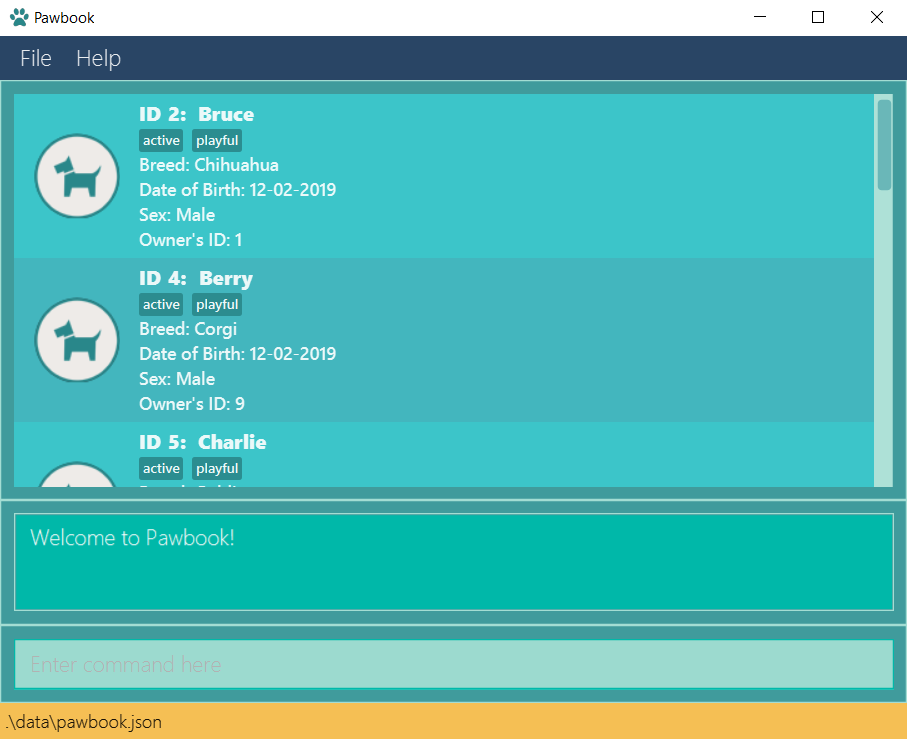 Pawbook
File Help
ID 2: Bruce
active playful
Breed: Chihuahua
Date of Birth: 12-02-2019
Sex: Male
Owner's ID: 1
ID 4: Berry
active playful
Breed: Corgi
Date of Birth: 12-02-2019
Sex: Male
Owner's ID: 9
ID 5: Charlie
active playful
Welcome to Pawbook!
Enter command here
.\data\pawbook.json